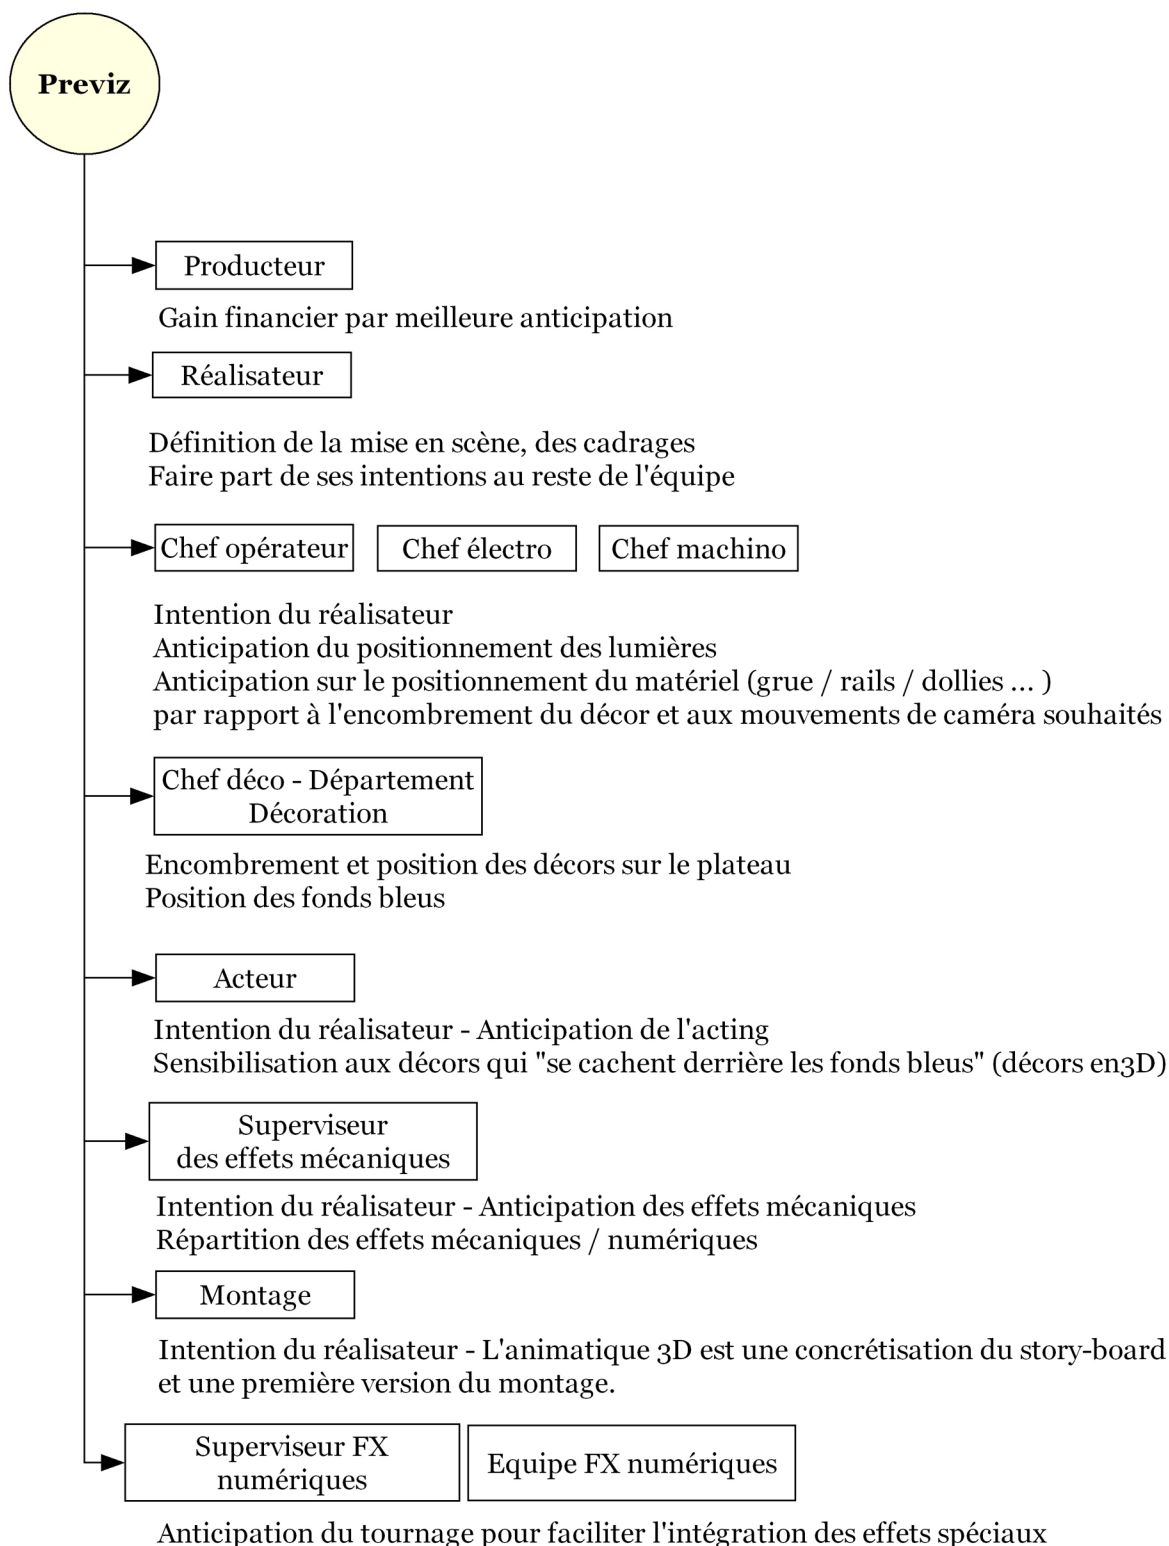 Previz
Producteur
Gain financier par meilleure anticipation
Réalisateur
Définition de la mise en scène, des cadrages
Faire part de ses intentions au reste de l'équipe
Chef opérateur
Chef électro
Chef machino
Intention du réalisateur
Anticipation du positionnement des lumières
Anticipation sur le positionnement du matériel (grue / rails / dollies ... )
par rapport à l'encombrement du décor et aux mouvements de caméra souhaités
Chef déco - Département
Décoration
Encombrement et position des décors sur le plateau
Position des fonds bleus
Acteur
Intention du réalisateur - Anticipation de l'acting
Sensibilisation aux décors qui "se cachent derrière les fonds bleus" (décors en3D)
Superviseur
des effets mécaniques
Intention du réalisateur - Anticipation des effets mécaniques
Répartition des effets mécaniques / numériques
Montage
Intention du réalisateur - L'animatique 3D est une concrétisation du story-board
et une première version du montage.
Superviseur FX
numériques
Equipe FX numériques
Anticipation du tournage pour faciliter l'intégration des effets spéciaux